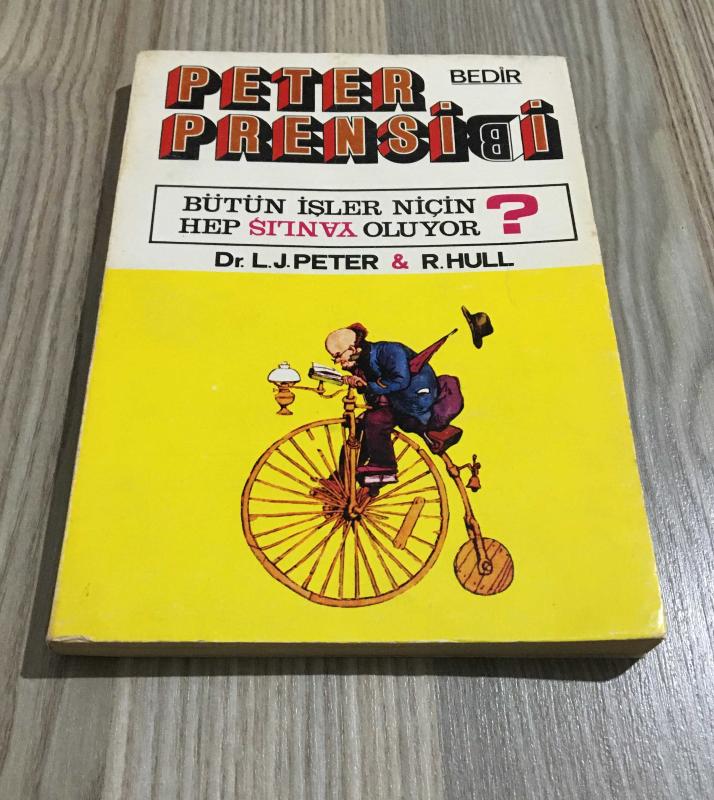 PETER
BEDİR
PRENSİBİ
BÜTÜN İŞLER NİÇİN
HEP YANLIŞ OLUYOR ?
Dr. L.J.PETER & R.HULL